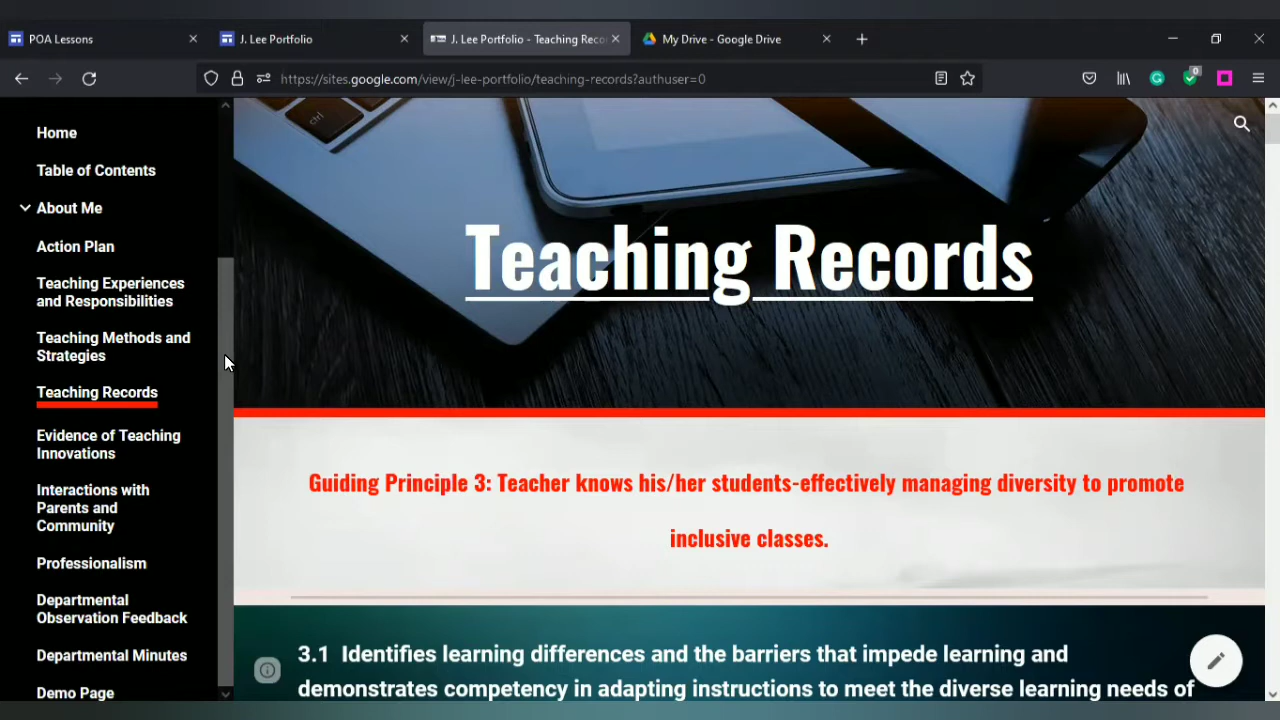 POA Lessons
J. Lee Portfolio
J. Lee Portfolio - Teaching Reco
My Drive - Google Drive
https://sites.google.com/view/j-lee-portfolio/teaching-records?authuser=0
0
Home
Table of Contents
About Me
Action Plan
Teaching Experiences
and Responsibilities
Teaching Methods and
Strategies
Teaching Records
Evidence of Teaching
Innovations
Interactions with
Parents and
Community
Professionalism
Departmental
Observation Feedback
Departmental Minutes
Demo Page
ctrl
Teaching Records
Guiding Principle 3: Teacher knows his/her students-effectively managing diversity to promote
inclusive classes.
3.1 Identifies learning differences and the barriers that impede learning and
demonstrates competency in adapting instructions to meet the diverse learning needs of